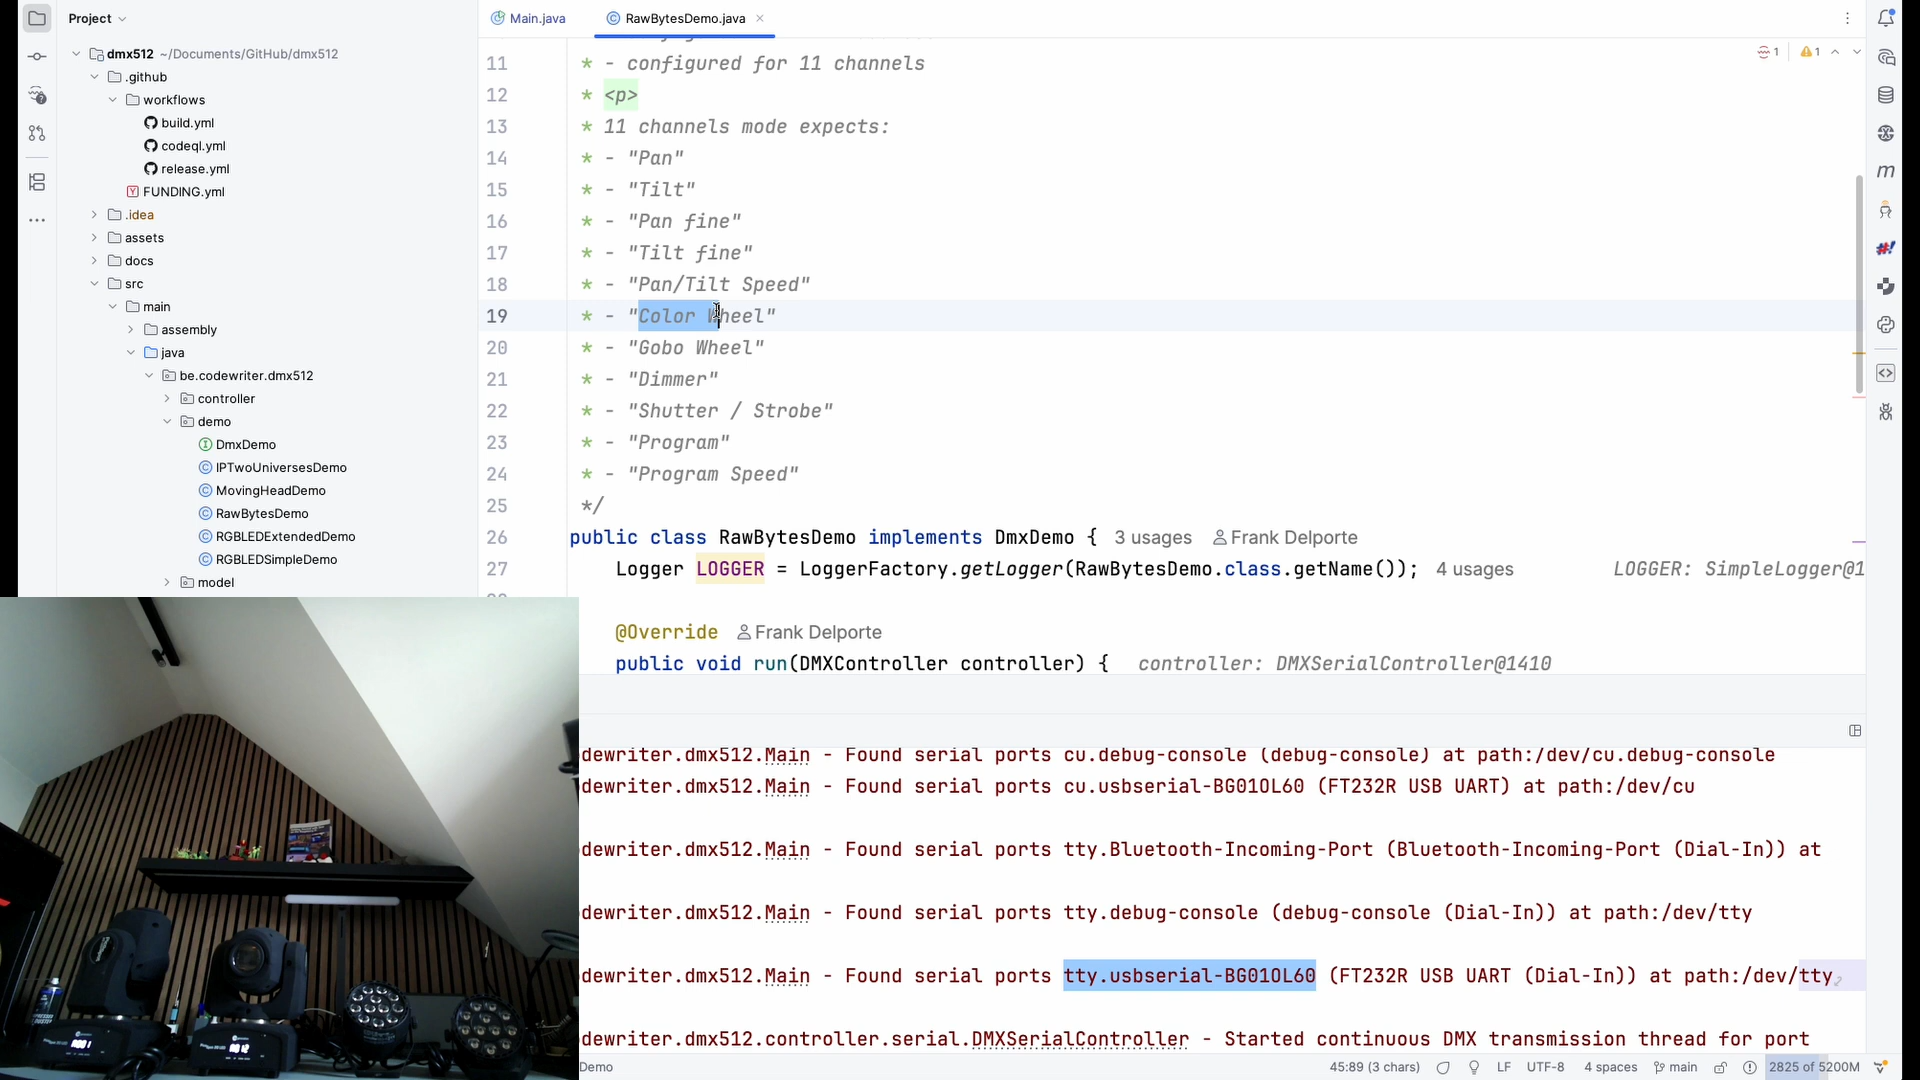 Project
Main.java
RawBytesDemo.java
dmx512 ~/Documents/GitHub/dmx512
.github
workflows
build.yml
codeql.yml
release.yml
FUNDING.yml
.idea
assets
docs
src
main
assembly
java
be.codewriter.dmx512
controller
demo
DmxDemo
IPTwoUniversesDemo
MovingHeadDemo
RawBytesDemo
RGBLEDExtendedDemo
RGBLEDSimpleDemo
model
1 1
11 * - configured for 11 channels
12 * <p>
13 * 11 channels mode expects:
14 * - "Pan"
15 * - "Tilt"
16 * - "Pan fine"
17 * - "Tilt fine"
18 * - "Pan/Tilt Speed"
19 * - "Color Wheel"
20 * - "Gobo Wheel"
21 * - "Dimmer"
22 * - "Shutter / Strobe"
23 * - "Program"
24 * - "Program Speed"
25 */
26 public class RawBytesDemo implements DmxDemo { 3 usages Frank Delporte
27 Logger LOGGER = LoggerFactory.getLogger(RawBytesDemo.class.getName()); 4 usages LOGGER: SimpleLogger@1
@Override Frank Delporte
public void run(DMXController controller) { controller: DMXSerialController@1410
dewriter.dmx512.Main - Found serial ports cu.debug-console (debug-console) at path:/dev/cu.debug-console
dewriter.dmx512.Main - Found serial ports cu.usbserial-BG01OL60 (FT232R USB UART) at path:/dev/cu
dewriter.dmx512.Main - Found serial ports tty.Bluetooth-Incoming-Port (Bluetooth-Incoming-Port (Dial-In)) at
dewriter.dmx512.Main - Found serial ports tty.debug-console (debug-console (Dial-In)) at path:/dev/tty
dewriter.dmx512.Main - Found serial ports tty.usbserial-BG01OL60 (FT232R USB UART (Dial-In)) at path:/dev/tty
dewriter.dmx512.controller.serial.DMXSerialController - Started continuous DMX transmission thread for port
Demo
45:89 (3 chars)
LF
UTF-8
4 spaces
main
2825 of 5200M
A001
A012